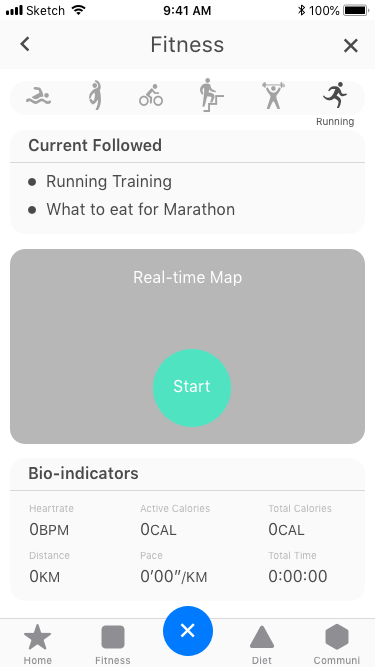 Sketch 9:41 AM 100%
Fitness
Running
Current Followed
Running Training
What to eat for Marathon
Real-time Map
Start
Bio-indicators
Heartrate Active Calories Total Calories
0BPM 0CAL 0CAL
Distance Pace Total Time
0KM 0’00”/KM 0:00:00
Home Fitness Diet Communi